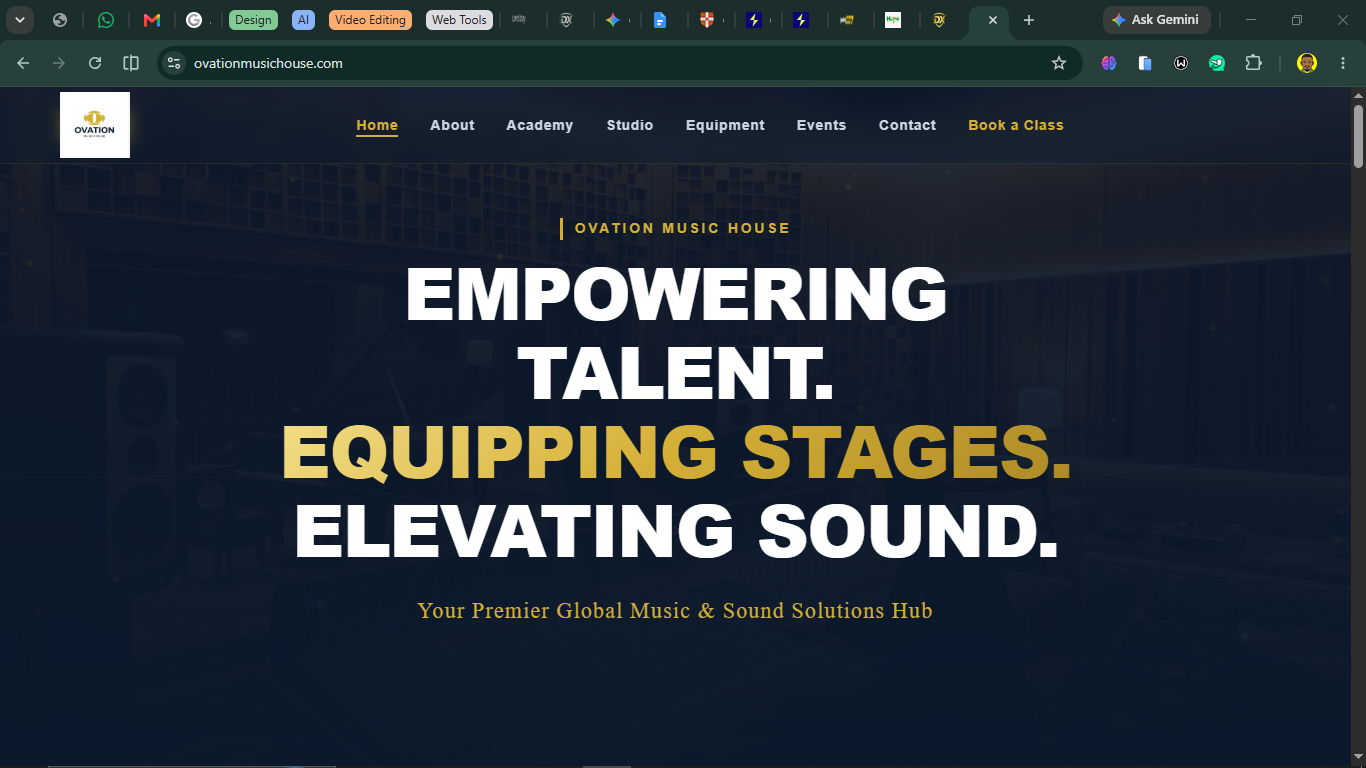 Design
AI
Video Editing
Web Tools
Ask Gemini
ovationmusichouse.com
OVATION
Home
About
Academy
Studio
Equipment
Events
Contact
Book a Class
OVATION MUSIC HOUSE
EMPOWERING
TALENT.
EQUIPPING STAGES.
ELEVATING SOUND.
Your Premier Global Music & Sound Solutions Hub